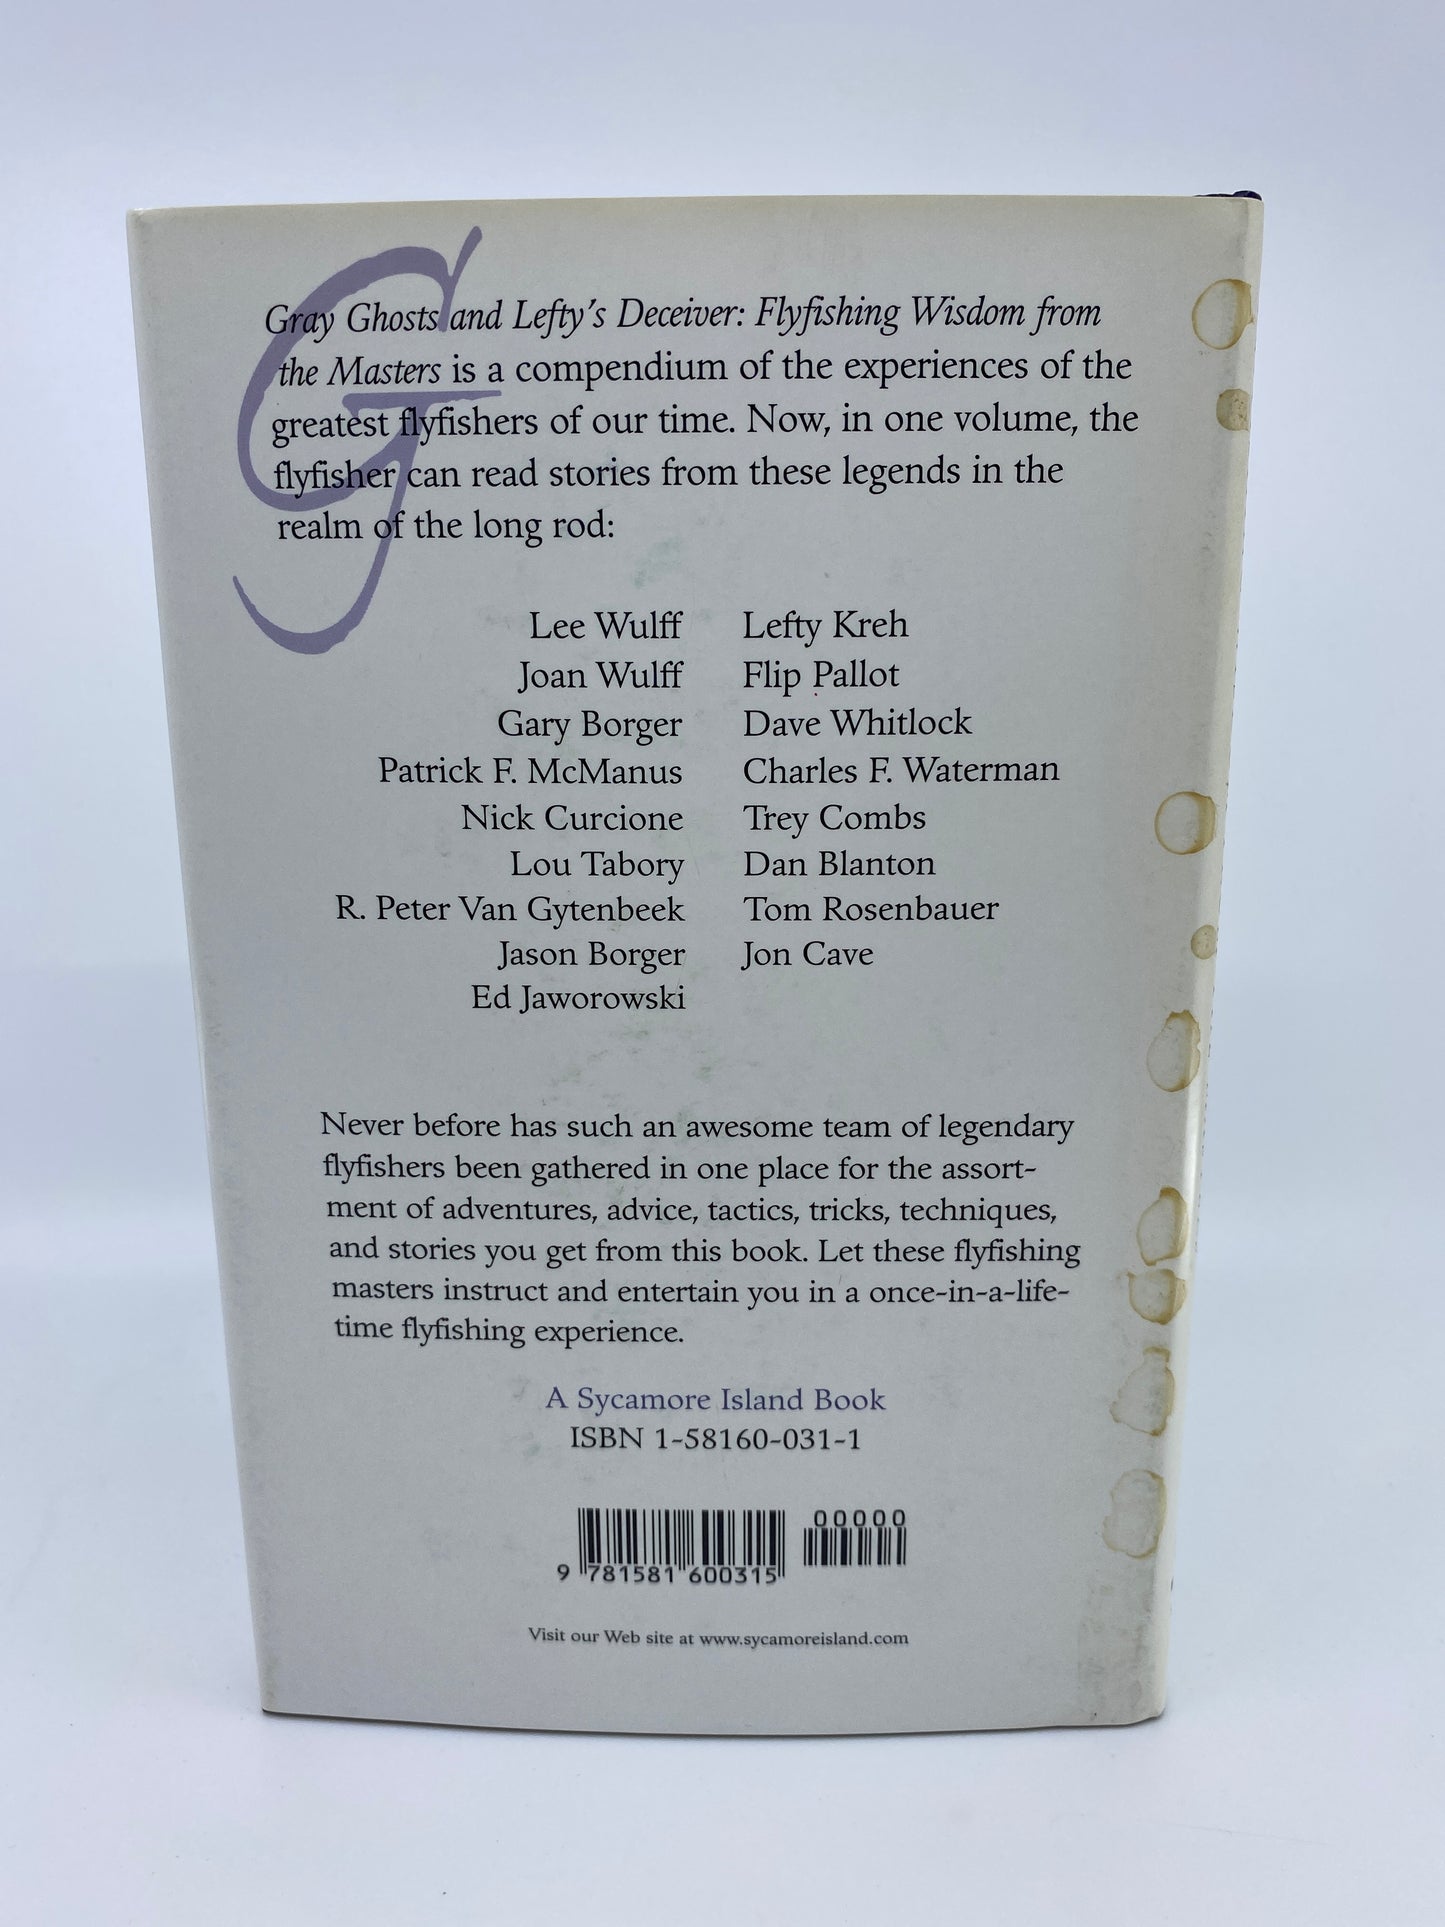 Gray Ghosts and Lefty's Deceiver: Flyfishing Wisdom from
the Masters is a compendium of the experiences of the
greatest flyfishers of our time. Now, in one volume, the
flyfisher can read stories from these legends in the
realm of the long rod:
Lee Wulff Lefty Kreh
Joan Wulff Flip Pallot
Gary Borger Dave Whitlock
Patrick F. McManus Charles F. Waterman
Nick Curcione Trey Combs
Lou Tabory Dan Blanton
R. Peter Van Gytenbeek Tom Rosenbauer
Jason Borger Jon Cave
Ed Jaworowski
Never before has such an awesome team of legendary
flyfishers been gathered in one place for the assort-
ment of adventures, advice, tactics, tricks, techniques,
and stories you get from this book. Let these flyfishing
masters instruct and entertain you in a once-in-a-life-
time flyfishing experience.
A Sycamore Island Book
ISBN 1-58160-031-1
00000
9 781581 600315
Visit our Web site at www.sycamoreisland.com